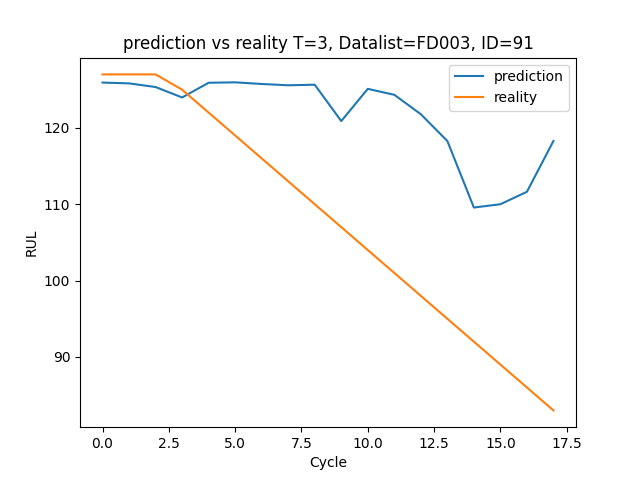 prediction vs reality T=3, Datalist=FD003, ID=91
prediction
reality
120
110
100
90
RUL
0.0 2.5 5.0 7.5 10.0 12.5 15.0 17.5
Cycle